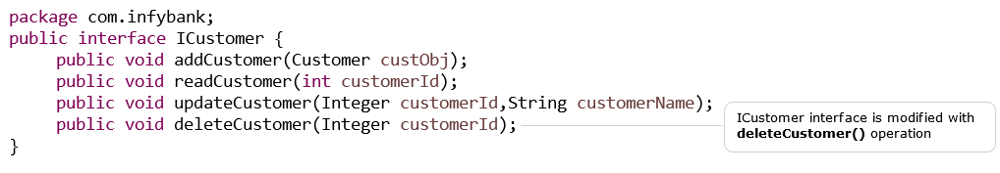 package com.infybank;
public interface ICustomer {
public void addCustomer(Customer custObj);
public void readCustomer(int customerId);
public void updateCustomer(Integer customerId,String customerName);
public void deleteCustomer(Integer customerId);
}
ICustomer interface is modified with
deleteCustomer() operation